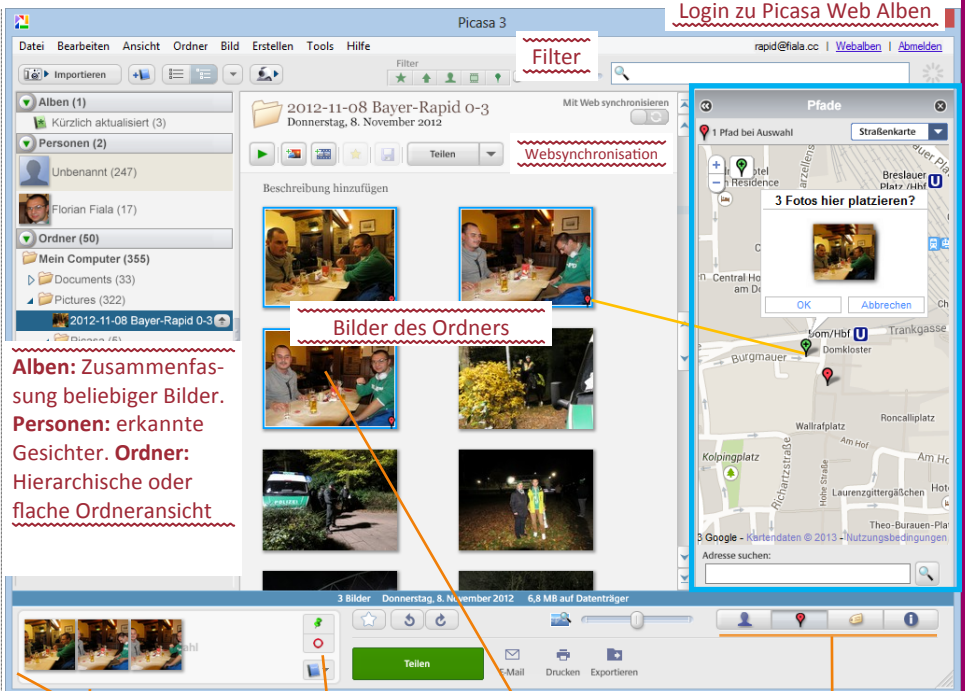 Login zu Picasa Web Alben
Picasa 3
Datei Bearbeiten Ansicht Ordner Bild Erstellen Tools Hilfe
rapid@fiala.cc | Webalben | Abmelden
Filter
Filter
Importieren
Alben (1)
Kürzlich aktualisiert (3)
Personen (2)
Unbenannt (247)
Florian Fiala (17)
Ordner (50)
Mein Computer (355)
Documents (33)
Pictures (322)
2012-11-08 Bayer-Rapid 0-3
Picasa (5)
Alben: Zusammenfas-
sung beliebiger Bilder.
Personen: erkannte
Gesichter. Ordner:
Hierarchische oder
flache Ordneransicht
2012-11-08 Bayer-Rapid 0-3
Donnerstag, 8. November 2012
Mit Web synchronisieren
Teilen
Websynchronisation
Beschreibung hinzufügen
Bilder des Ordners
POLIZEI
Pfade
1 Pfad bei Auswahl
Straßenkarte
Residence
Breslauer
Platz /Hbf
3 Fotos hier platzieren?
OK
Abbrechen
Central
Dom/Hbf
Trankgasse
Domkloster
Burgmauer
Wallrafplatz
Roncalliplatz
Am Hof
Kolpingplatz
Richartzstraße
Hohe Straße
Laurenzgittergäßchen
Theo-Burauen-Pla
Google - Kartendaten © 2013 - Nutzungsbedingungen
Adresse suchen:
3 Bilder Donnerstag, 8. November 2012 6,8 MB auf Datenträger
Teilen
E-Mail
Drucken
Exportieren